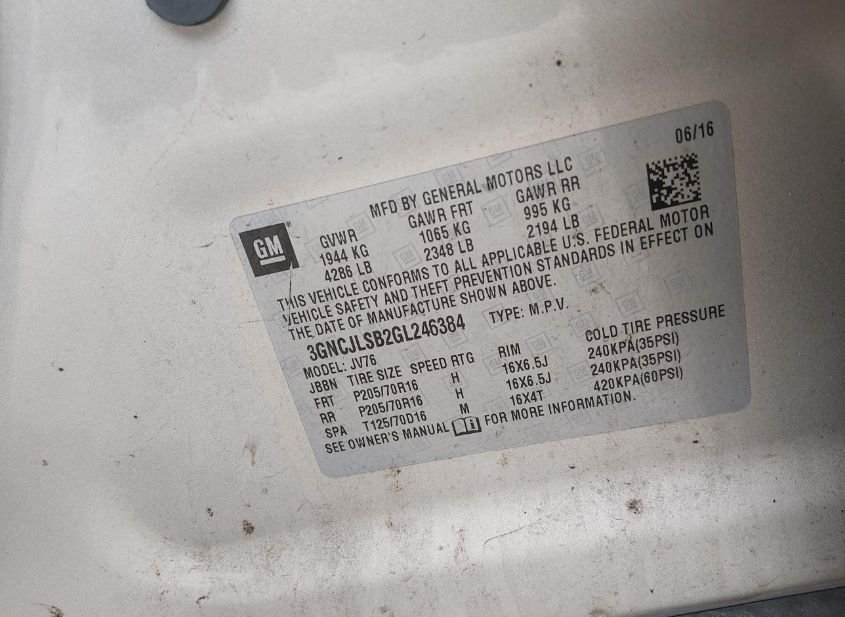 06/16
MFD BY GENERAL MOTORS LLC
GM
GVWR GAWR FRT GAWR RR
1944 KG 1065 KG 995 KG
4286 LB 2348 LB 2194 LB
THIS VEHICLE CONFORMS TO ALL APPLICABLE U.S. FEDERAL MOTOR
VEHICLE SAFETY AND THEFT PREVENTION STANDARDS IN EFFECT ON
THE DATE OF MANUFACTURE SHOWN ABOVE.
3GNCJLSB2GL246384 TYPE: M.P.V.
MODEL: JV76
JBBN TIRE SIZE SPEED RTG RIM COLD TIRE PRESSURE
FRT P205/70R16 H 16X6.5J 240KPA(35PSI)
RR P205/70R16 H 16X6.5J 240KPA(35PSI)
SPA T125/70D16 M 16X4T 420KPA(60PSI)
SEE OWNER'S MANUAL FOR MORE INFORMATION.